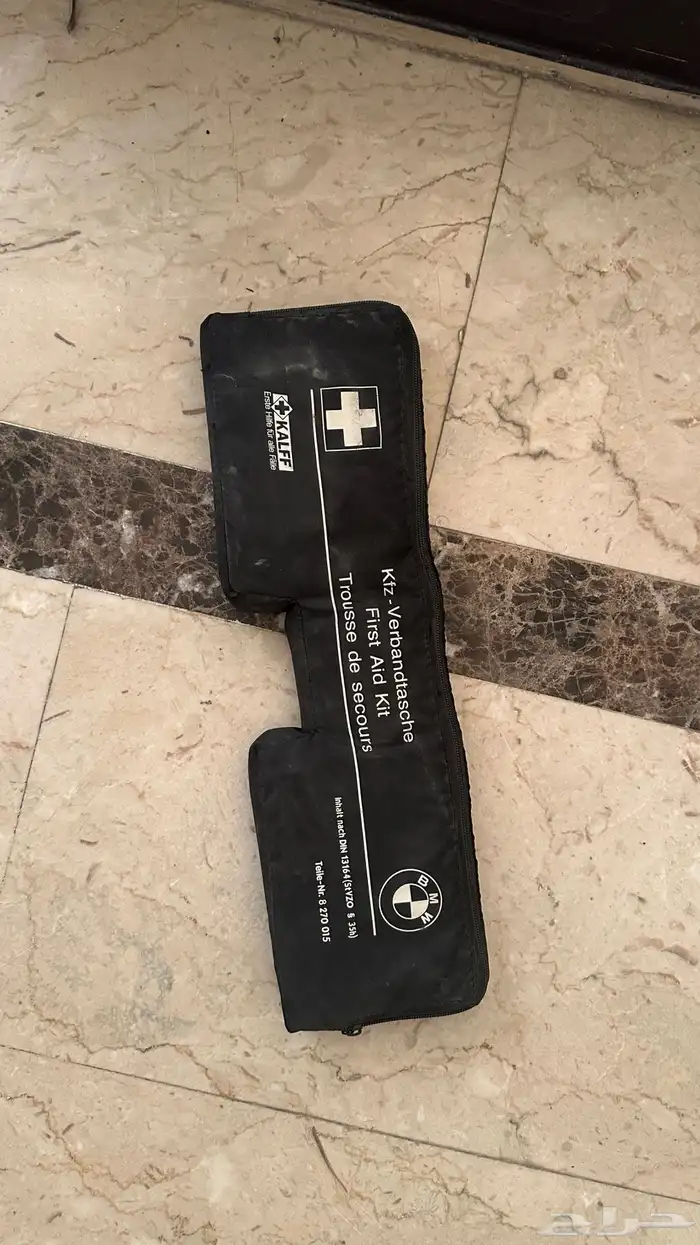 KALFF
Erste Hilfe für alle Fälle
Kfz-Verbandtasche
First Aid Kit
Trousse de secours
Inhalt nach DIN 13164 (StVZO § 35h)
Teile-Nr. 8 270 015
BMW
حراج